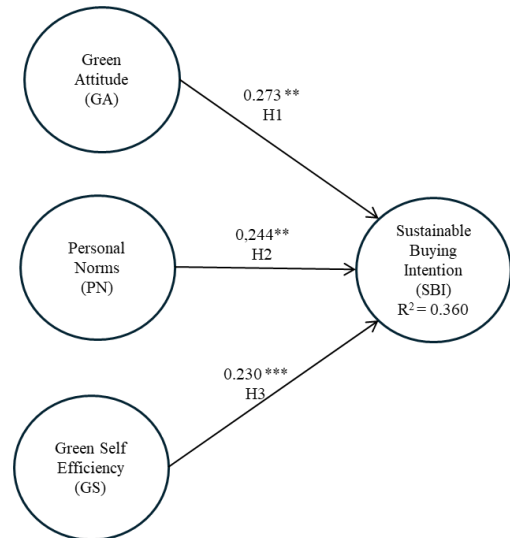 Green
Attitude
(GA)
0.273 **
H1
Personal
Norms
(PN)
0,244**
H2
Sustainable
Buying
Intention
(SBI)
R² = 0.360
0.230 ***
H3
Green Self
Efficiency
(GS)